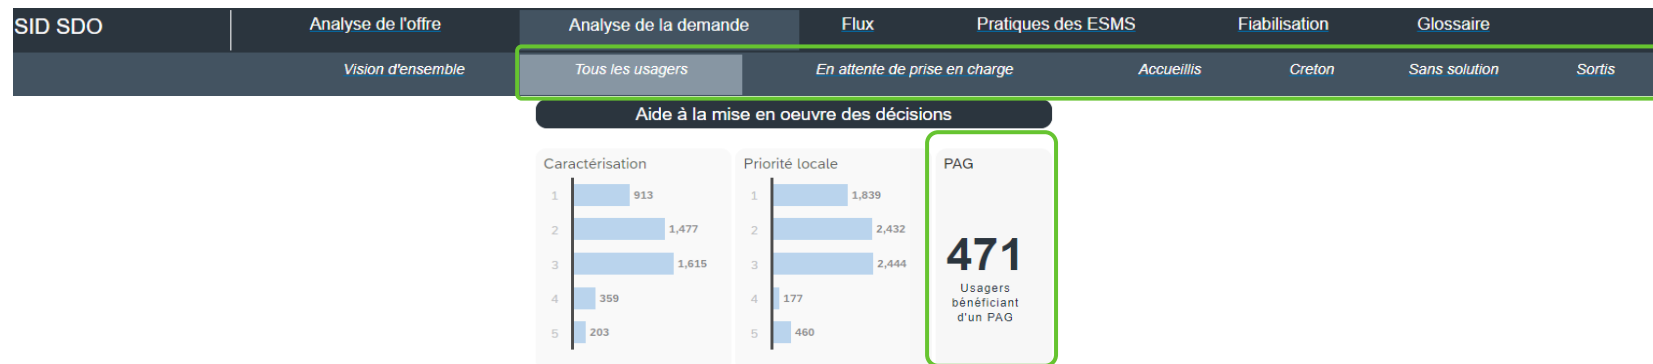 SID SDO
Analyse de l'offre
Analyse de la demande
Flux
Pratiques des ESMS
Fiabilisation
Glossaire
Vision d'ensemble
Tous les usagers
En attente de prise en charge
Accueillis
Creton
Sans solution
Sortis
Aide à la mise en oeuvre des décisions
Caractérisation
1 913
2 1,477
3 1,615
4 359
5 203
Priorité locale
1 1,839
2 2,432
3 2,444
4 177
5 460
PAG
471
Usagers
bénéficiant
d'un PAG